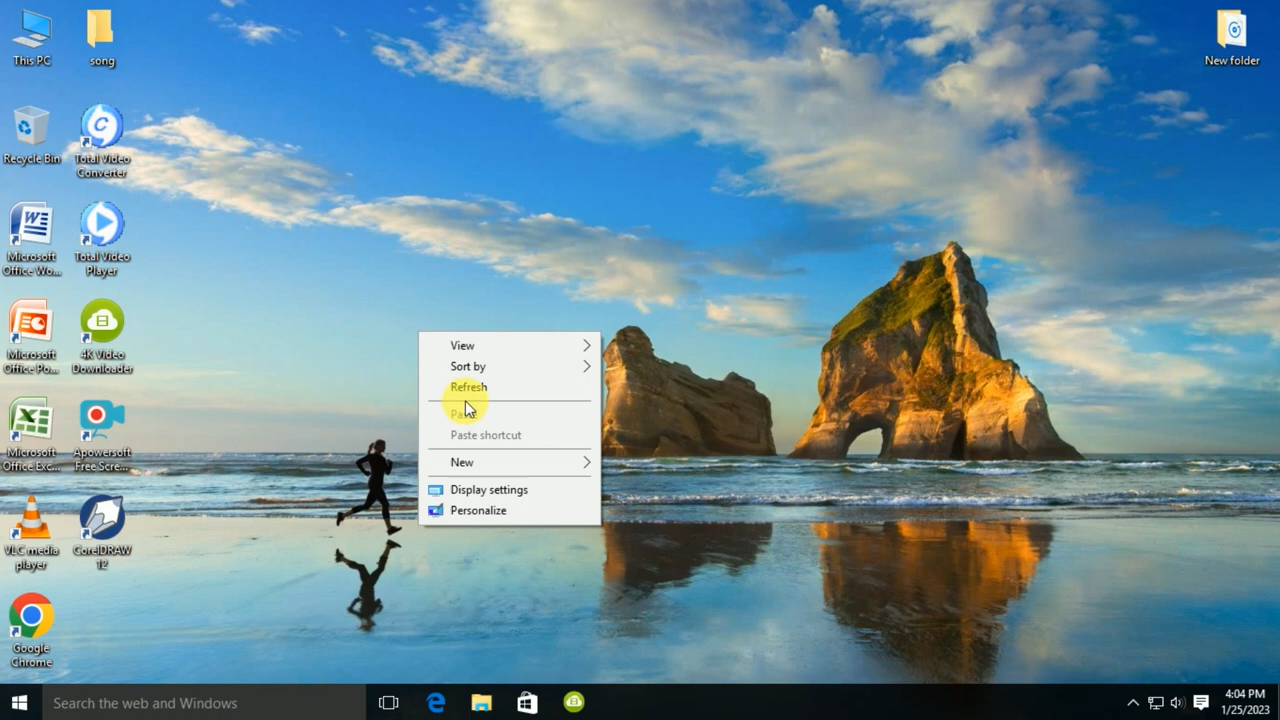 This PC
song
New folder
Recycle Bin
Total Video
Converter
Microsoft
Office Wo...
Total Video
Player
Microsoft
Office Po...
4K Video
Downloader
Microsoft
Office Exc...
Apowersoft
Free Scre...
VLC media
player
CorelDRAW
12
Google
Chrome
View
Sort by
Refresh
Paste shortcut
New
Display settings
Personalize
Search the web and Windows
4:04 PM
1/25/2023